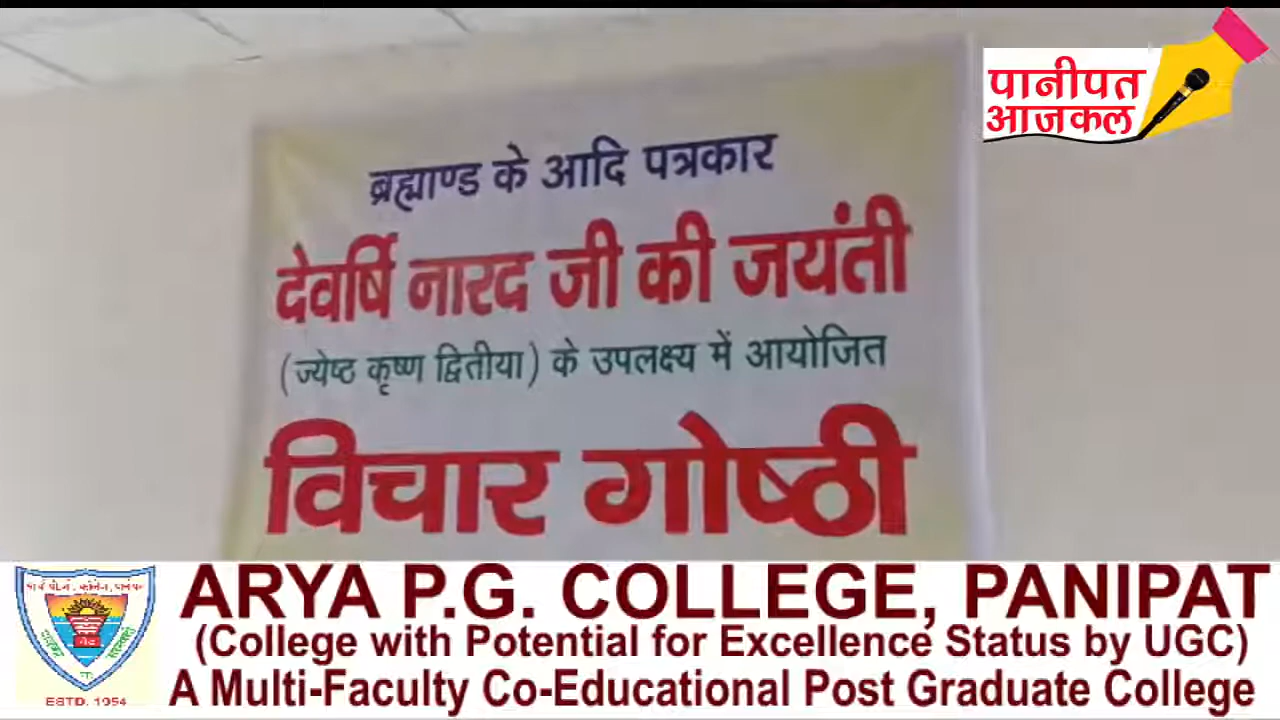 पानीपत
आजकल
ब्रह्माण्ड के आदि पत्रकार
देवर्षि नारद जी की जयंती
(ज्येष्ठ कृष्ण द्वितीया) के उपलक्ष्य में आयोजित
विचार गोष्ठी
ARYA P.G. COLLEGE, PANIPAT
(College with Potential for Excellence Status by UGC)
A Multi-Faculty Co-Educational Post Graduate College
ESTD. 1954